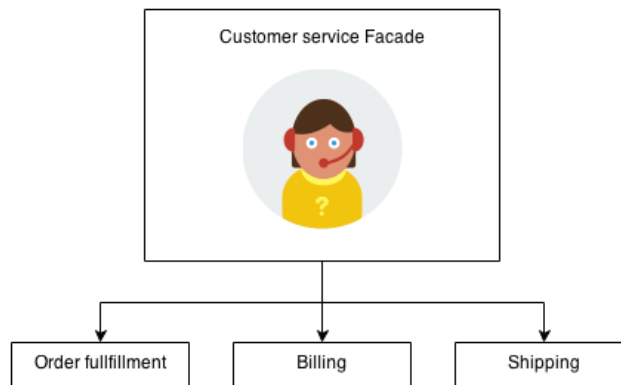 Customer service Facade
?
Order fullfillment
Billing
Shipping